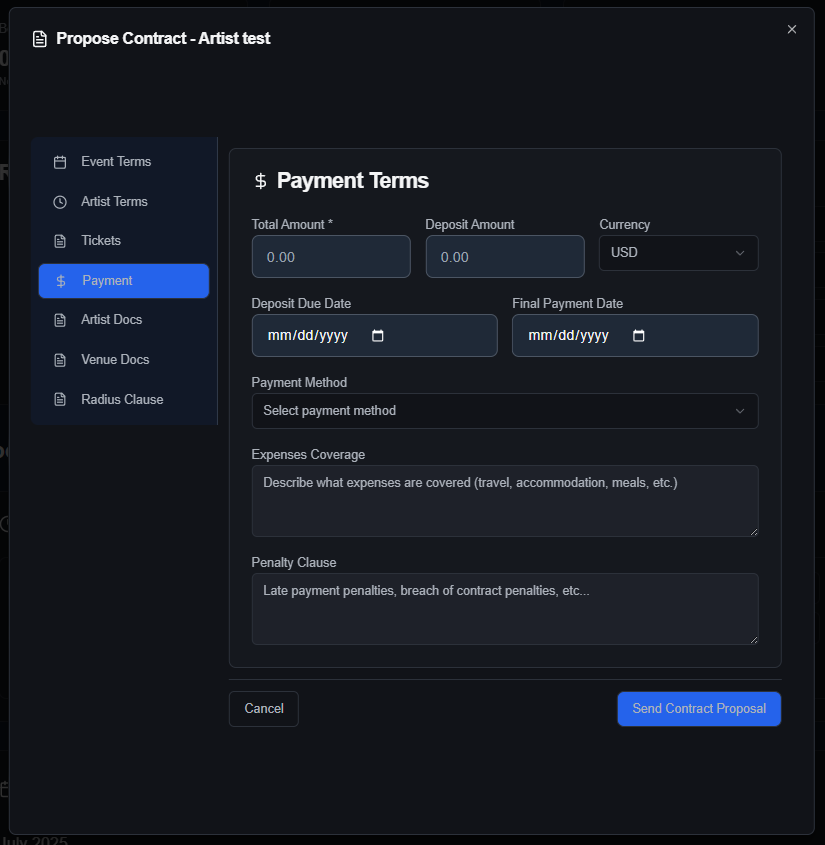 Propose Contract - Artist test
Event Terms
Artist Terms
Tickets
Payment
Artist Docs
Venue Docs
Radius Clause
$ Payment Terms
Total Amount * Deposit Amount Currency
0.00 0.00 USD
Deposit Due Date Final Payment Date
mm/dd/yyyy mm/dd/yyyy
Payment Method
Select payment method
Expenses Coverage
Describe what expenses are covered (travel, accommodation, meals, etc.)
Penalty Clause
Late payment penalties, breach of contract penalties, etc...
Cancel Send Contract Proposal
July 2025